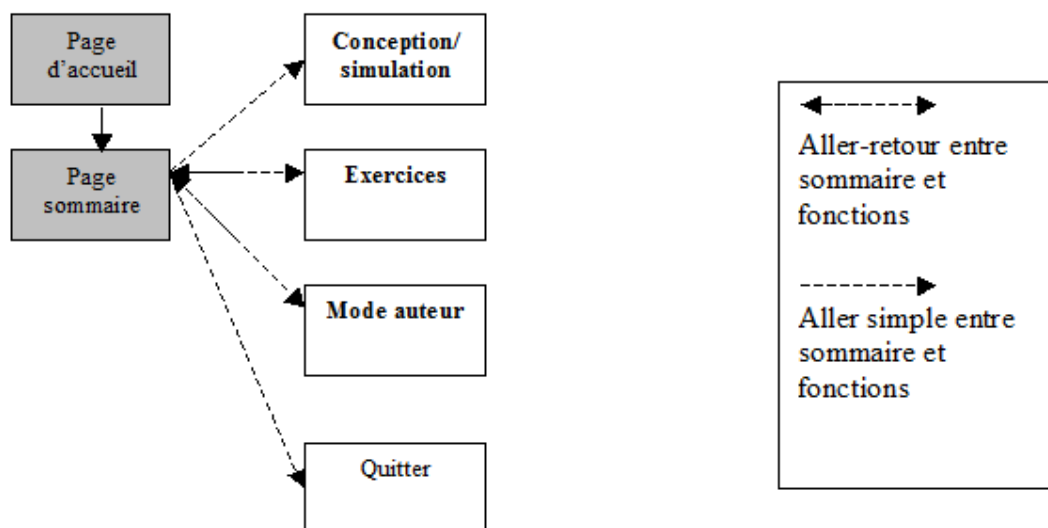 Page
d'accueil
Page
sommaire
Conception/
simulation
Exercices
Mode auteur
Quitter
Aller-retour entre
sommaire et
fonctions
Aller simple entre
sommaire et
fonctions